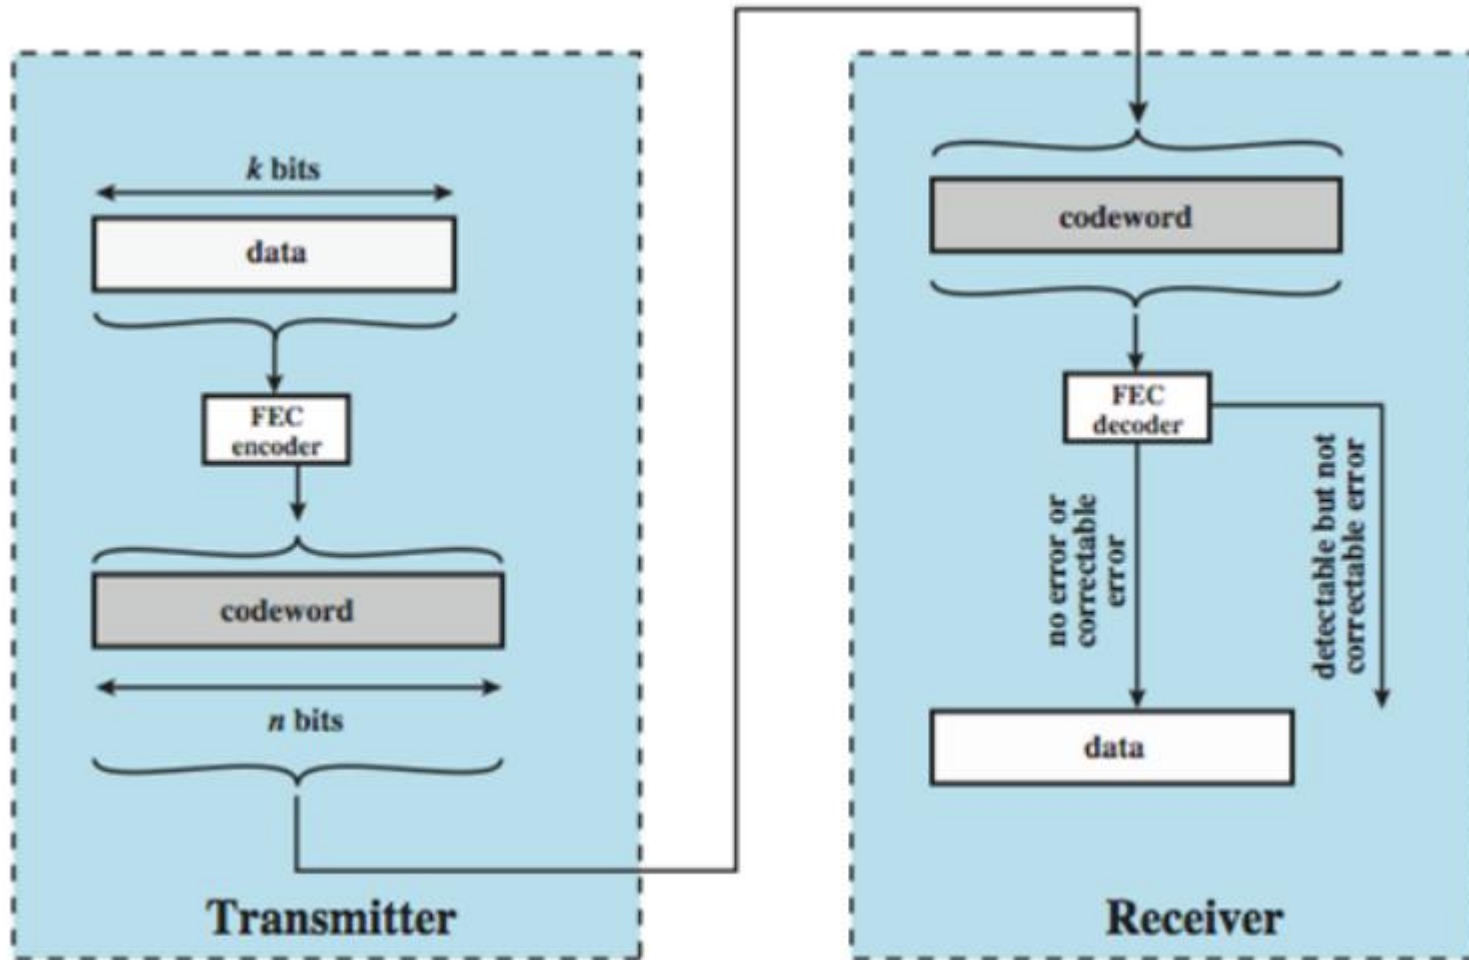 k bits
data
FEC
encoder
codeword
n bits
Transmitter
codeword
FEC
decoder
no error or
correctable
error
detectable but not
correctable error
data
Receiver